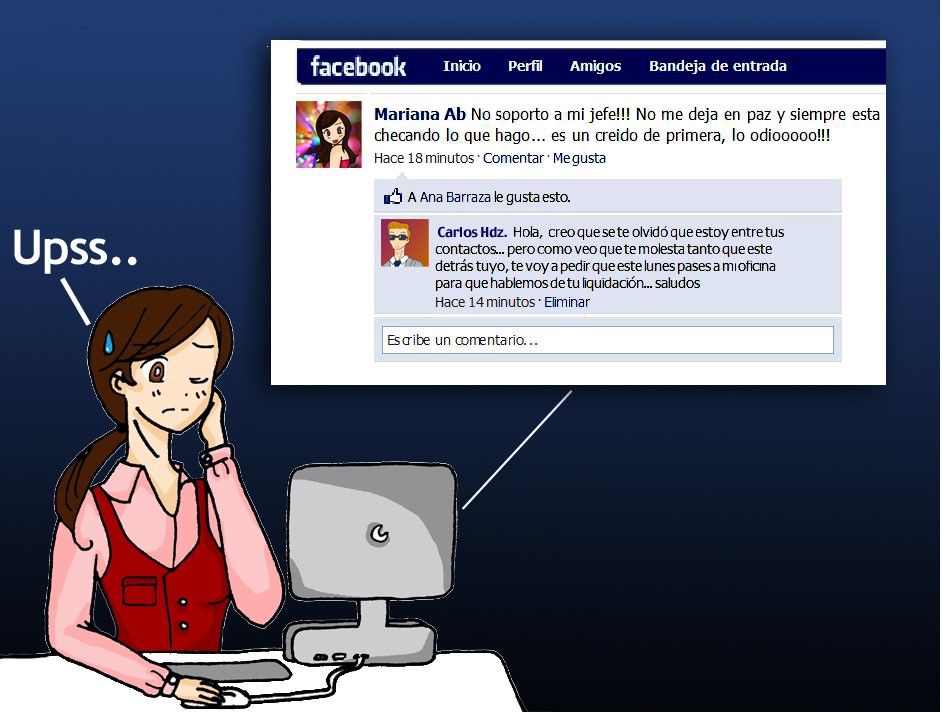 facebook Inicio Perfil Amigos Bandeja de entrada
Mariana Ab No soporto a mi jefe!!! No me deja en paz y siempre esta
checando lo que hago... es un creido de primera, lo odiooooo!!!
Hace 18 minutos · Comentar · Me gusta
A Ana Barraza le gusta esto.
Carlos Hdz. Hola, creo que se te olvidó que estoy entre tus
contactos... pero como veo que te molesta tanto que este
detrás tuyo, te voy a pedir que este lunes pases a mi oficina
para que hablemos de tu liquidación... saludos
Hace 14 minutos · Eliminar
Escribe un comentario...
Upss..